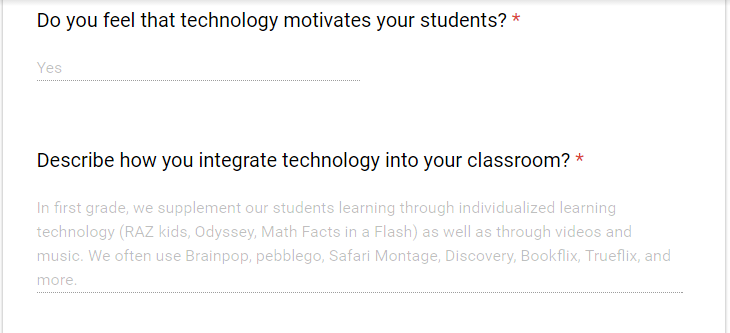 Do you feel that technology motivates your students? *
Yes
Describe how you integrate technology into your classroom? *
In first grade, we supplement our students learning through individualized learning
technology (RAZ kids, Odyssey, Math Facts in a Flash) as well as through videos and
music. We often use Brainpop, pebblego, Safari Montage, Discovery, Bookflix, Trueflix, and
more.